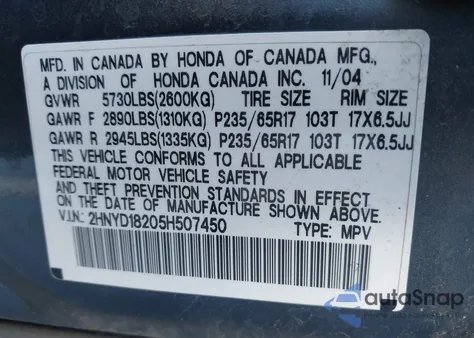 MFD. IN CANADA BY HONDA OF CANADA MFG.,
A DIVISION OF HONDA CANADA INC. 11/04
GVWR 5730LBS(2600KG) TIRE SIZE RIM SIZE
GAWR F 2890LBS(1310KG) P235/65R17 103T 17X6.5JJ
GAWR R 2945LBS(1335KG) P235/65R17 103T 17X6.5JJ
THIS VEHICLE CONFORMS TO ALL APPLICABLE
FEDERAL MOTOR VEHICLE SAFETY
AND THEFT PREVENTION STANDARDS IN EFFECT
ON THE DATE OF MANUFACTURE SHOWN ABOVE.
V.I.N.: 2HNYD18205H507450 TYPE: MPV
autoSnap